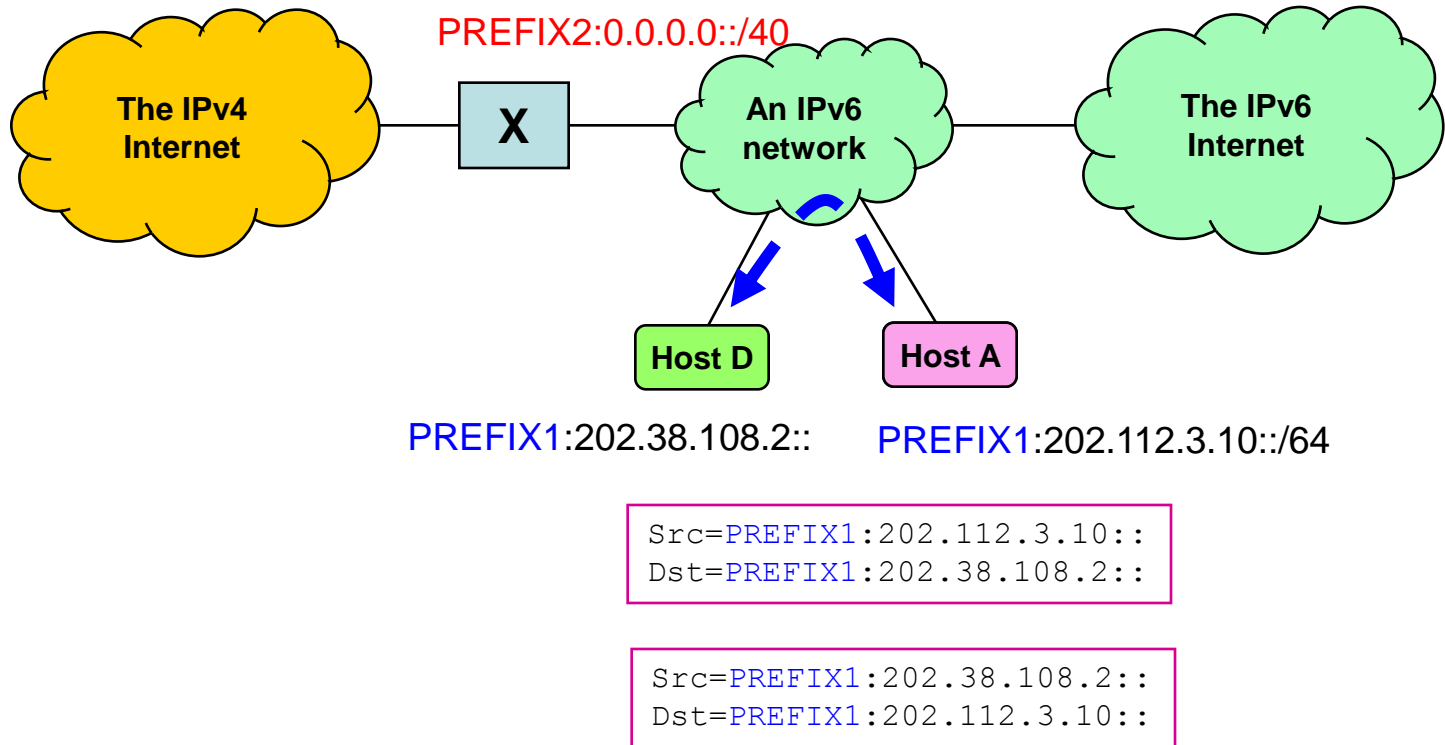 PREFIX2:0.0.0.0::/40
The IPv4
Internet
X
An IPv6
network
The IPv6
Internet
Host D
Host A
PREFIX1:202.38.108.2::
PREFIX1:202.112.3.10::/64
Src=PREFIX1:202.112.3.10::
Dst=PREFIX1:202.38.108.2::
Src=PREFIX1:202.38.108.2::
Dst=PREFIX1:202.112.3.10::